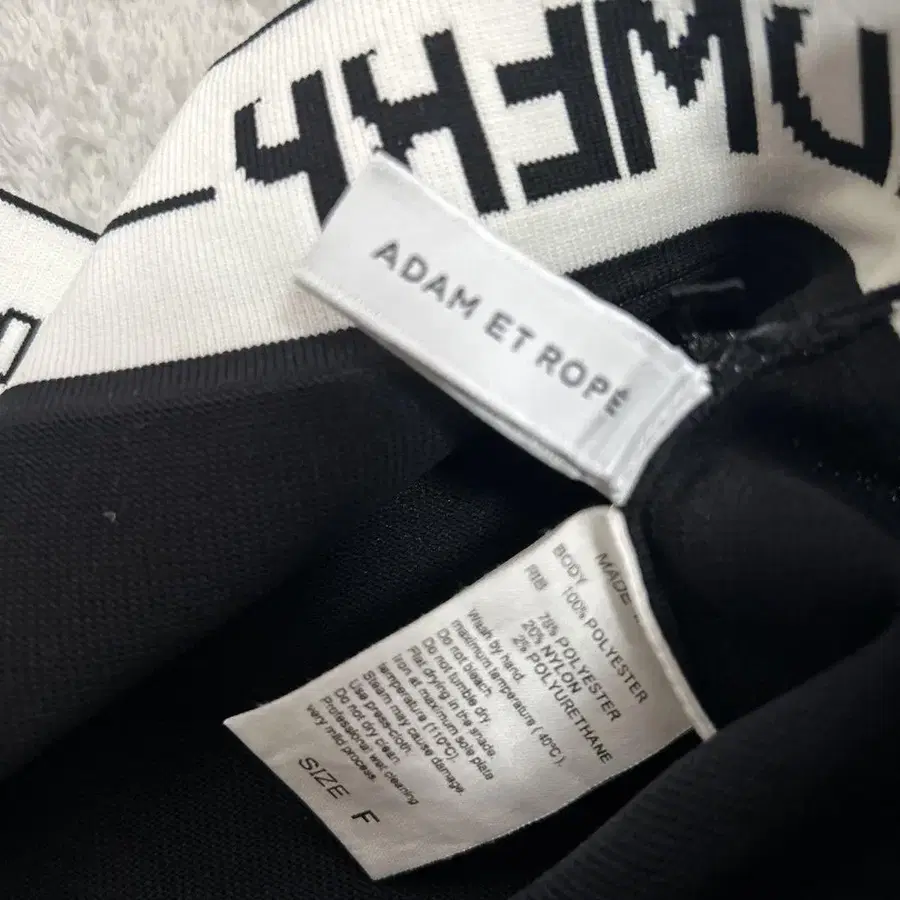 ADAM ET ROPÉ
MADE
BODY 100% POLYESTER
RIB 78% POLYESTER
20% NYLON
2% POLYURETHANE
Wash by hand.
maximum temperature (40°C).
Do not bleach.
Do not tumble dry.
Flat drying in the shade.
Iron at maximum sole plate
temperature (110°C).
Steam may cause damage.
Use press-cloth.
Do not dry clean.
Professional wet cleaning
very mild process.
SIZE F